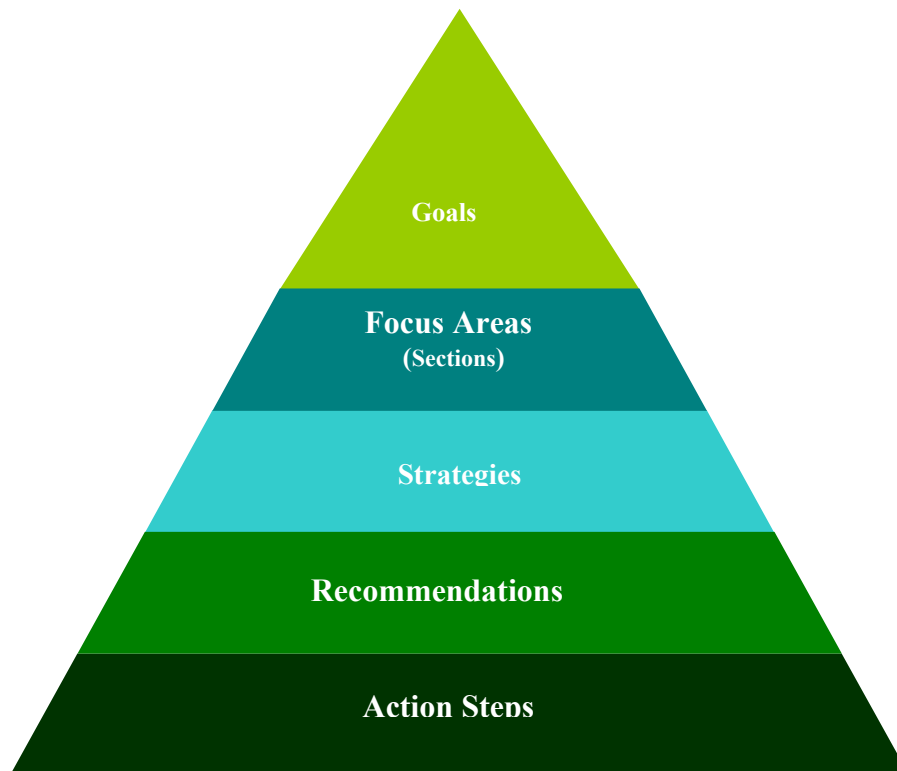 Goals
Focus Areas
(Sections)
Strategies
Recommendations
Action Steps